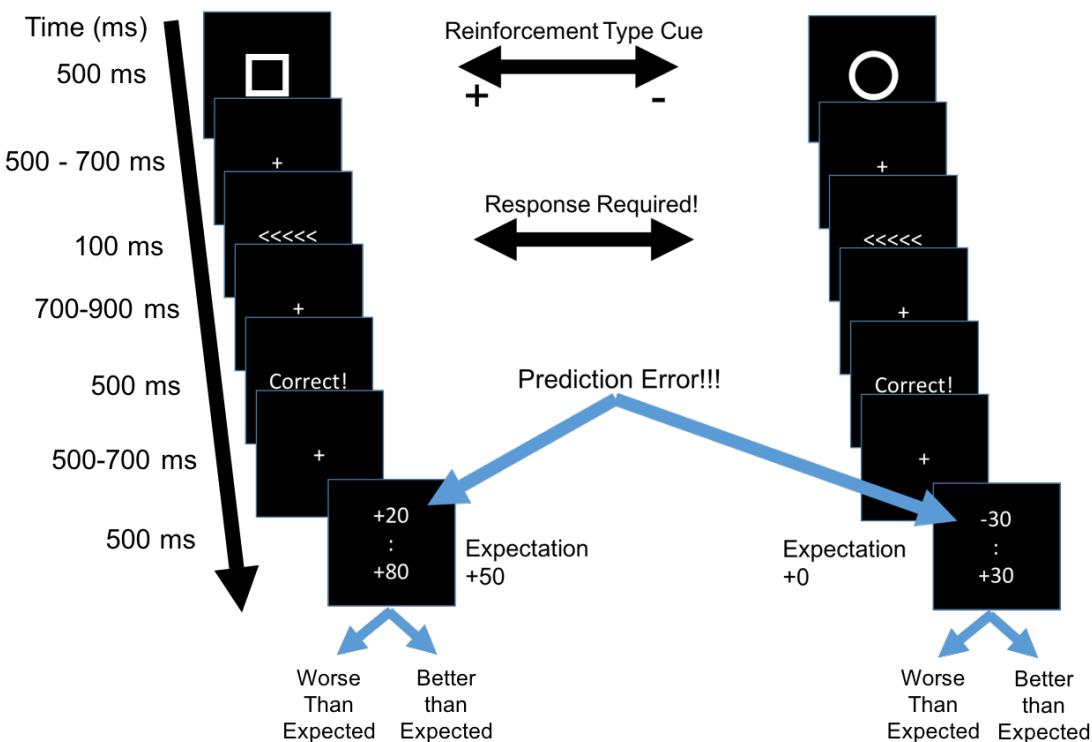 Time (ms)
500 ms
500 - 700 ms
100 ms
700-900 ms
500 ms
500-700 ms
500 ms
+
<<<<<
+
Correct!
+
+20
:
+80
Expectation
+50
Worse
Than
Expected
Better
than
Expected
Reinforcement Type Cue
+ -
Response Required!
Prediction Error!!!
+
<<<<<
+
Correct!
+
Expectation
+0
-30
:
+30
Worse
Than
Expected
Better
than
Expected